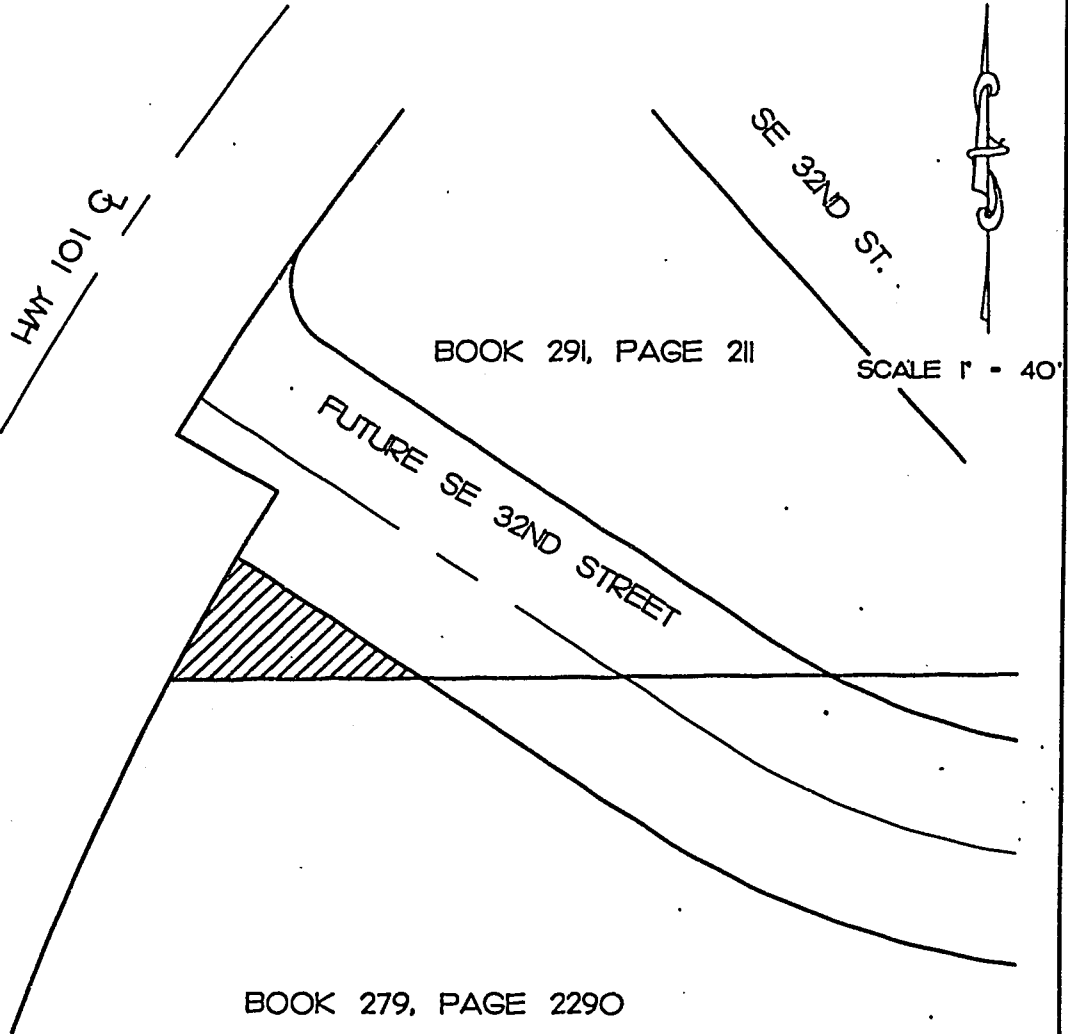 SE 32ND ST.
HWY 101 ℄
BOOK 291, PAGE 211
SCALE 1" - 40'
FUTURE SE 32ND STREET
BOOK 279, PAGE 2290